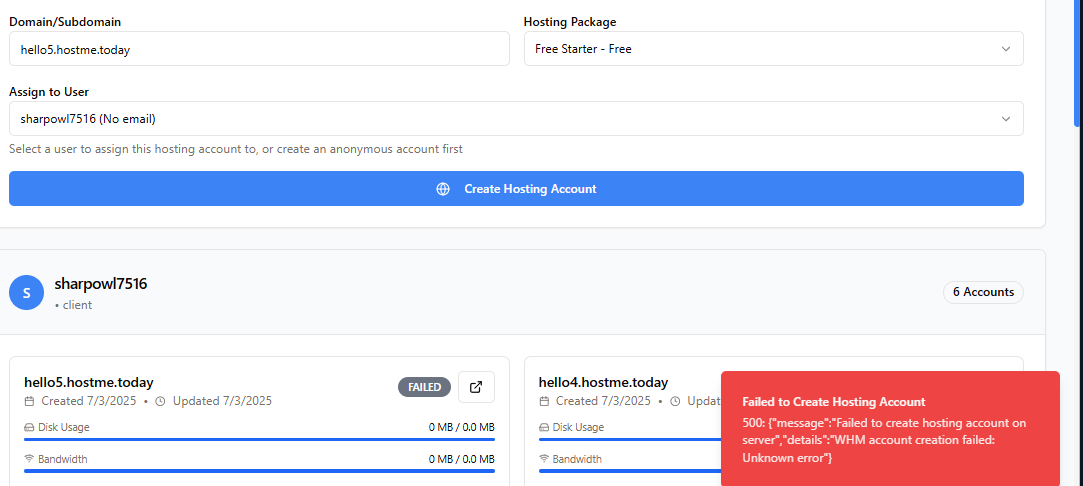 Domain/Subdomain
Hosting Package
hello5.hostme.today
Free Starter - Free
Assign to User
sharpowl7516 (No email)
Select a user to assign this hosting account to, or create an anonymous account first
Create Hosting Account
S
sharpowl7516
• client
6 Accounts
hello5.hostme.today
FAILED
Created 7/3/2025 • Updated 7/3/2025
Disk Usage
0 MB / 0.0 MB
Bandwidth
0 MB / 0.0 MB
hello4.hostme.today
Created 7/3/2025 •
Disk Usage
Bandwidth
Failed to Create Hosting Account
500: {"message":"Failed to create hosting account on
server","details":"WHM account creation failed:
Unknown error"}